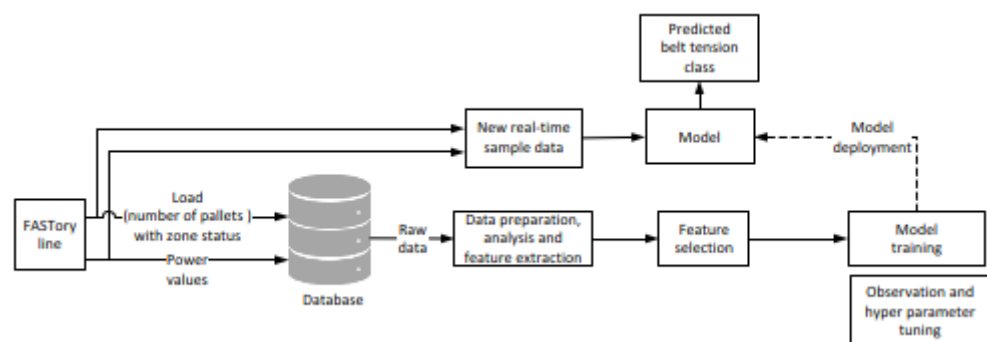 Predicted
belt tension
class
New real-time
sample data
Model
Model
deployment
FASTory
line
Load
(number of pallets )
with zone status
Power
values
Database
Raw
data
Data preparation,
analysis and
feature extraction
Feature
selection
Model
training
Observation and
hyper parameter
tuning